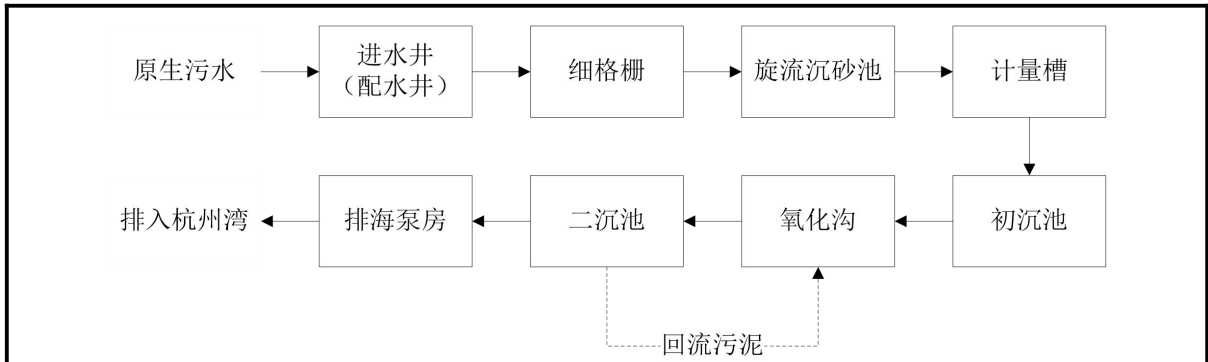 原生污水
进水井
（配水井）
细格栅
旋流沉砂池
计量槽
排入杭州湾
排海泵房
二沉池
氧化沟
初沉池
回流污泥